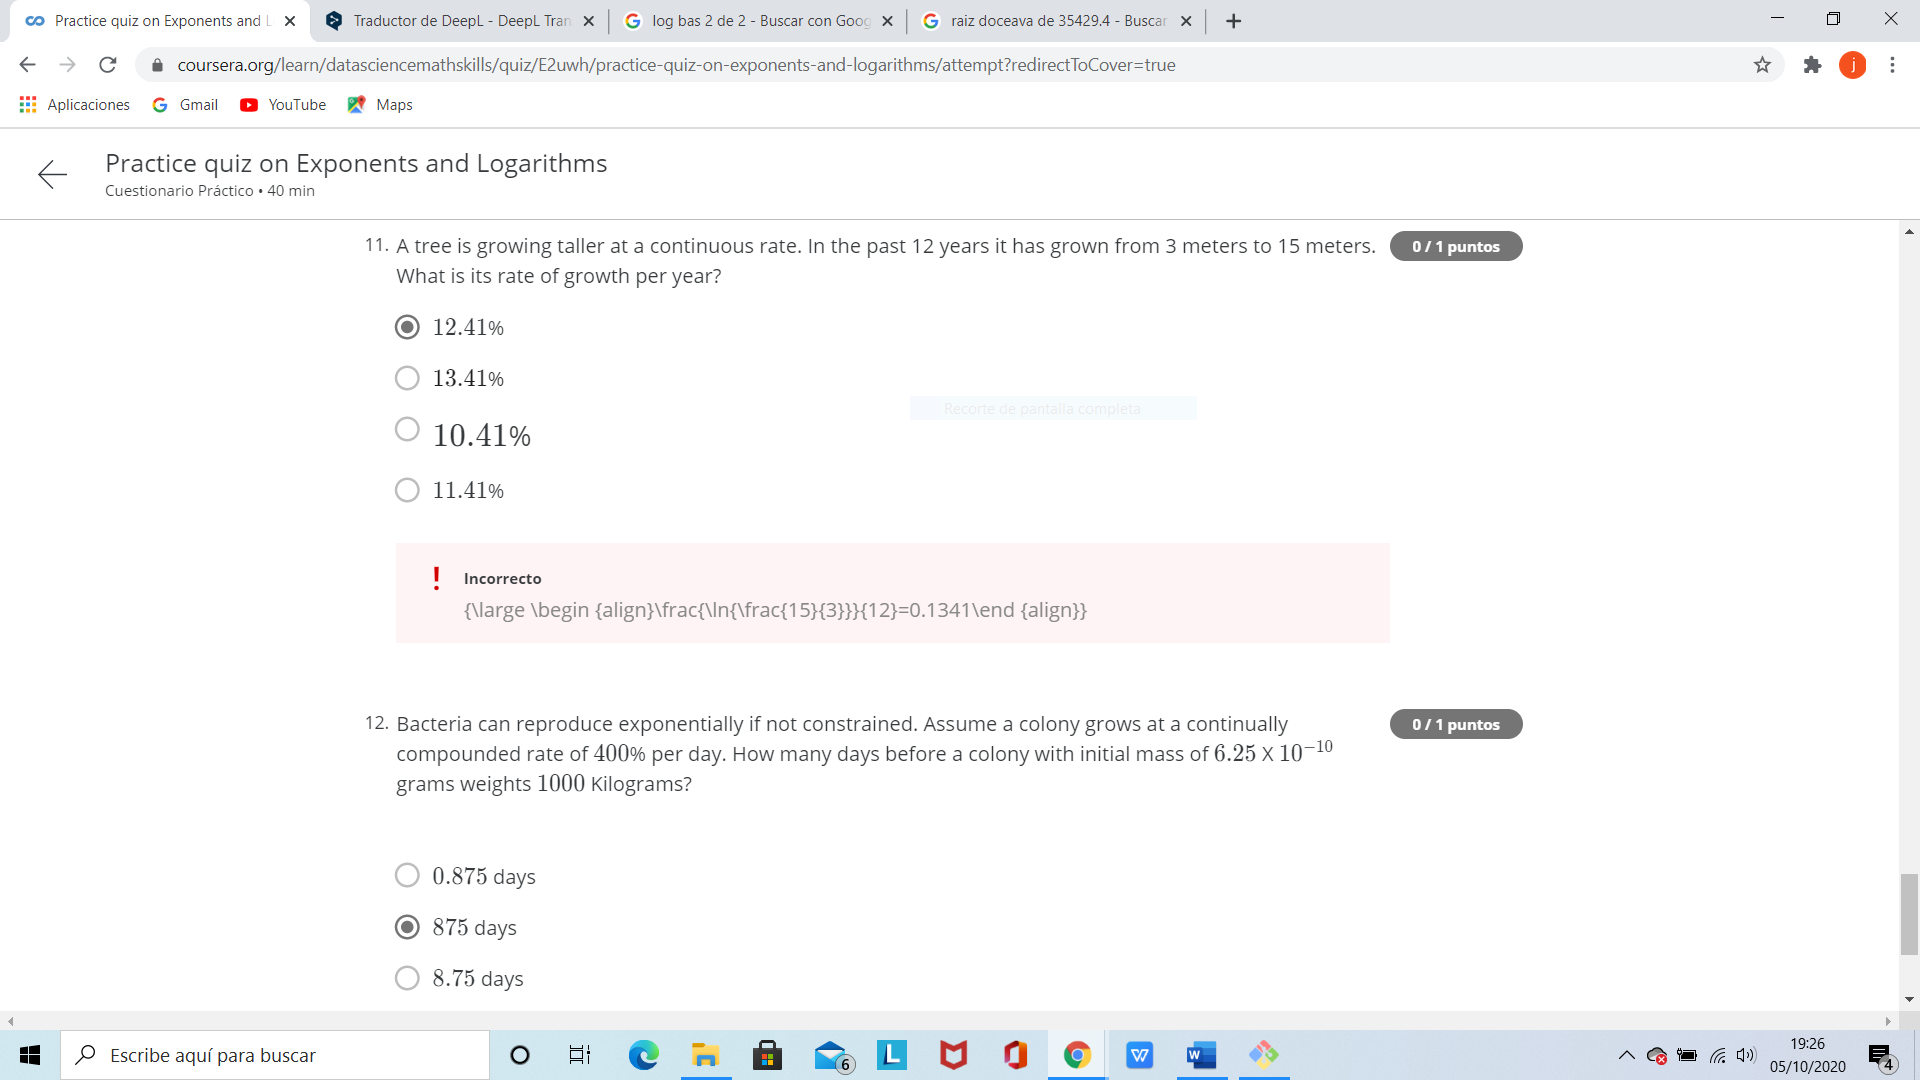 Practice quiz on Exponents and L
Traductor de DeepL - DeepL Tran
log bas 2 de 2 - Buscar con Goog
raiz doceava de 35429.4 - Buscar
coursera.org/learn/datasciencemathskills/quiz/E2uwh/practice-quiz-on-exponents-and-logarithms/attempt?redirectToCover=true
j
Aplicaciones
Gmail
YouTube
Maps
Practice quiz on Exponents and Logarithms
Cuestionario Práctico • 40 min
11. A tree is growing taller at a continuous rate. In the past 12 years it has grown from 3 meters to 15 meters.
What is its rate of growth per year?
0 / 1 puntos
12.41%
13.41%
Recorte de pantalla completa
10.41%
11.41%
! Incorrecto
{\large \begin {align}\frac{\ln{\frac{15}{3}}}{12}=0.1341\end {align}}
12. Bacteria can reproduce exponentially if not constrained. Assume a colony grows at a continually
0 / 1 puntos
compounded rate of 400% per day. How many days before a colony with initial mass of 6.25 X 10⁻¹⁰
grams weights 1000 Kilograms?
0.875 days
875 days
8.75 days
Escribe aquí para buscar
6
L
W
W
19:26
05/10/2020
4